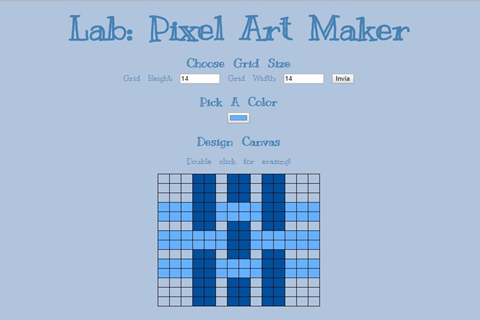 Lab: Pixel Art Maker
Choose Grid Size
Grid Height: 14 Grid Width: 14 Invia
Pick A Color
Design Canvas
Double click for erasing!